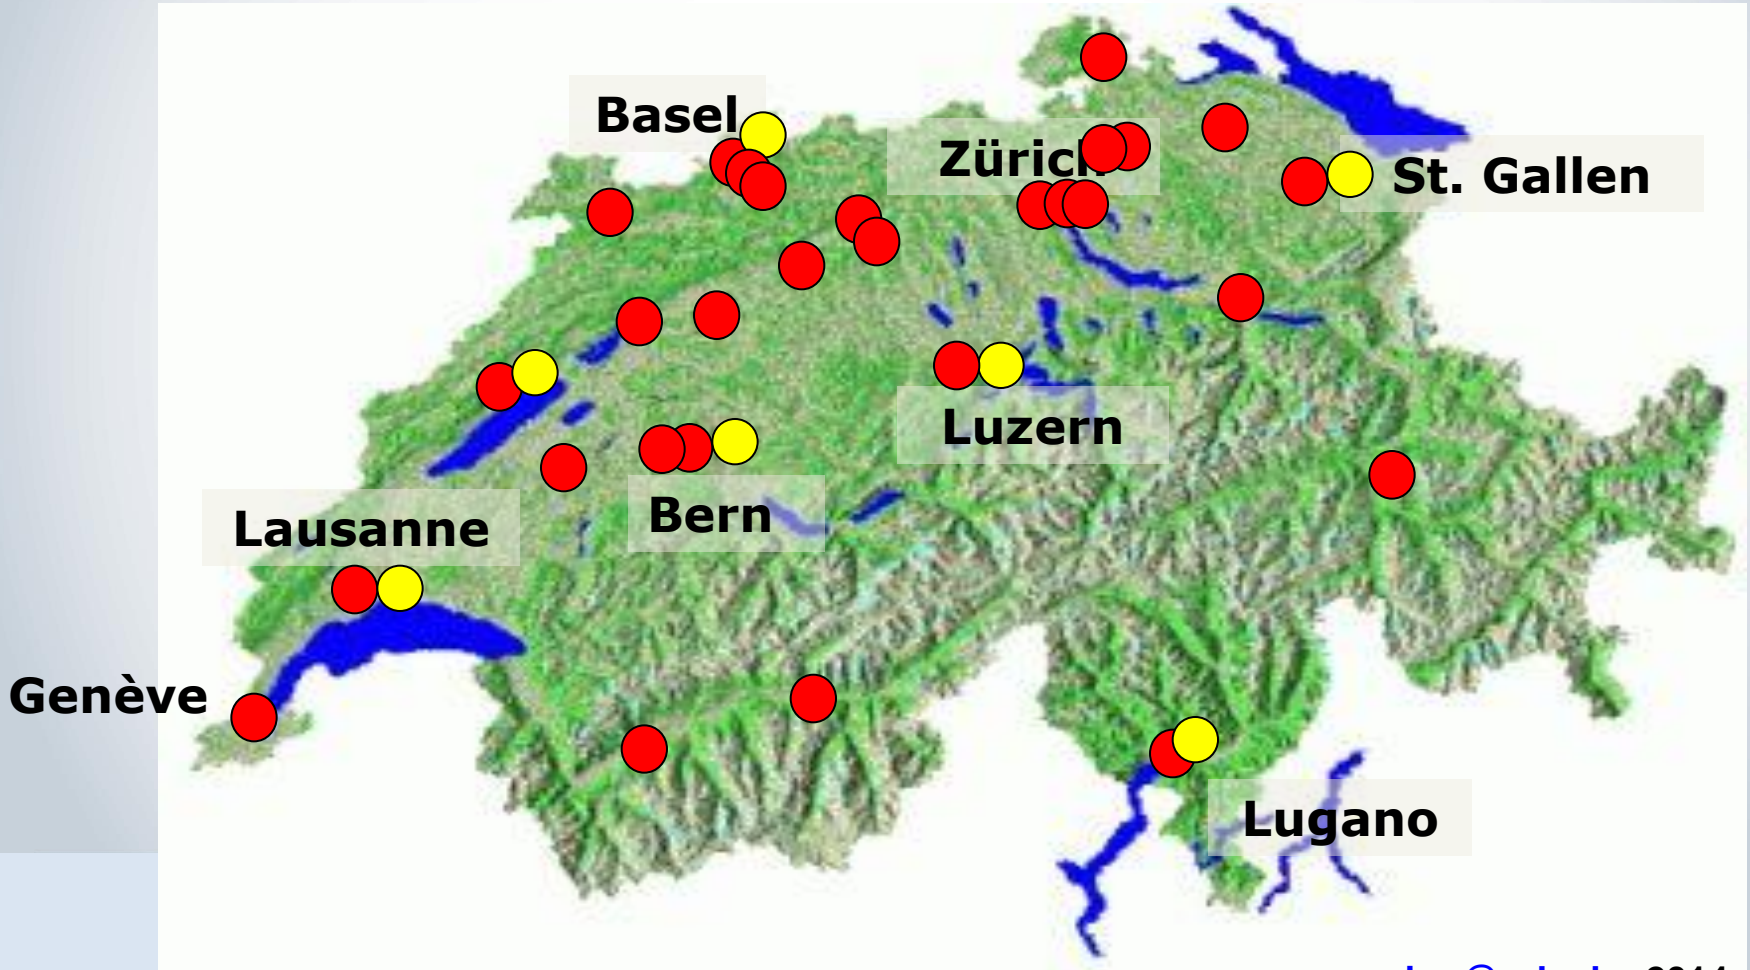 Basel
Zürich
St. Gallen
Luzern
Bern
Lausanne
Genève
Lugano